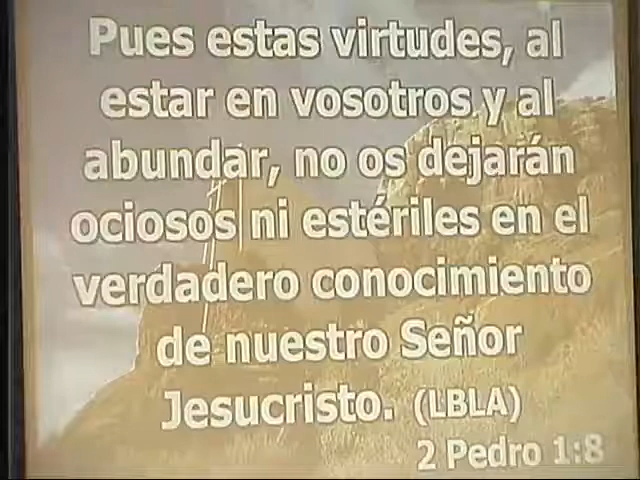 Pues estas virtudes, al
estar en vosotros y al
abundar, no os dejarán
ociosos ni estériles en el
verdadero conocimiento
de nuestro Señor
Jesucristo. (LBLA)
2 Pedro 1:8